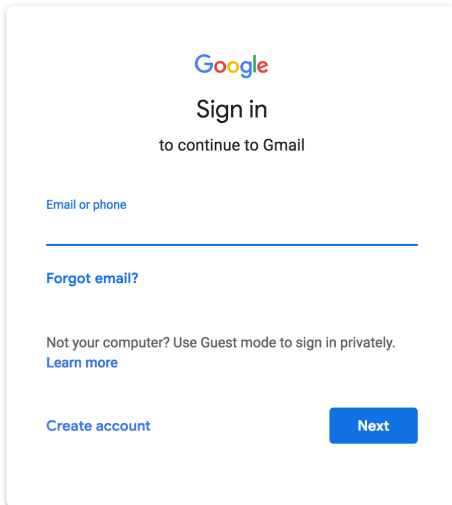 Google
Sign in
to continue to Gmail
Email or phone
Forgot email?
Not your computer? Use Guest mode to sign in privately.
Learn more
Create account
Next